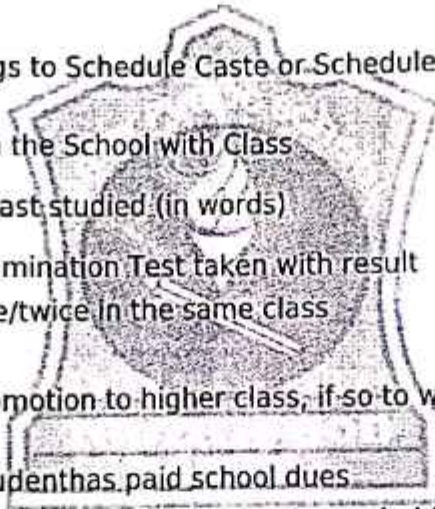 gs to Schedule Caste or Schedule
the School with Class
ast studied (in words)
mination Test taken with result
e/twice in the same class
motion to higher class, if so to w
udenthas paid school dues